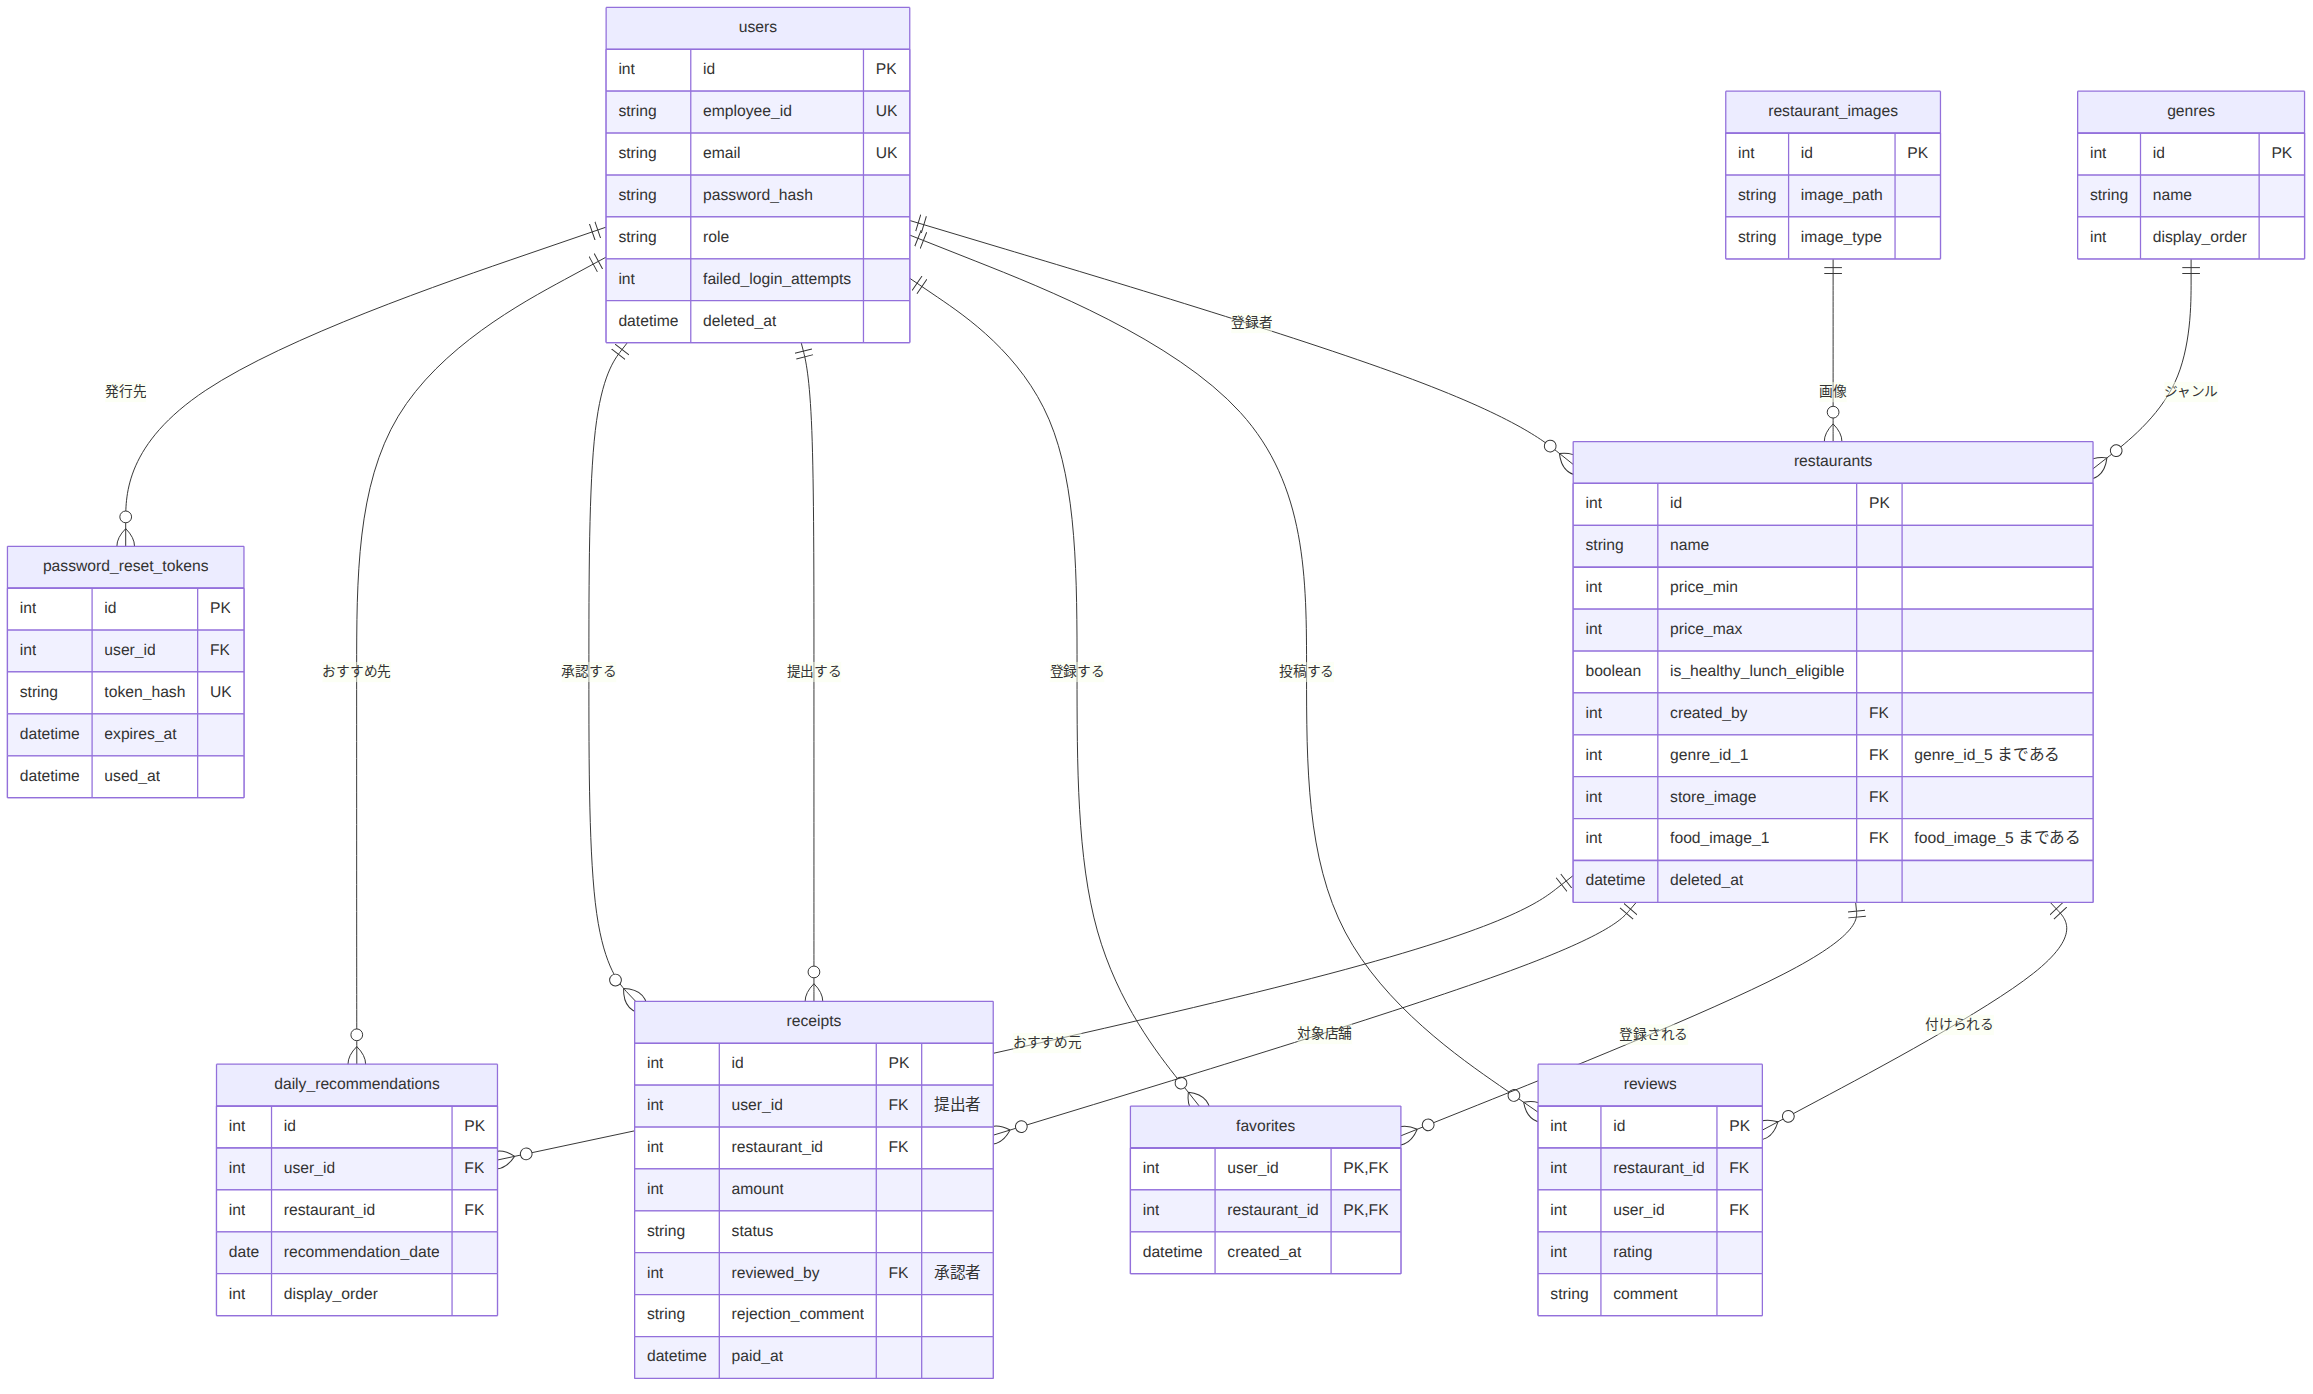 users
int id PK
string employee_id UK
string email UK
string password_hash
string role
int failed_login_attempts
datetime deleted_at
restaurant_images
int id PK
string image_path
string image_type
genres
int id PK
string name
int display_order
登録者
発行先
画像
ジャンル
restaurants
int id PK
string name
int price_min
int price_max
boolean is_healthy_lunch_eligible
int created_by FK
int genre_id_1 FK genre_id_5 まである
int store_image FK
int food_image_1 FK food_image_5 まである
datetime deleted_at
password_reset_tokens
int id PK
int user_id FK
string token_hash UK
datetime expires_at
datetime used_at
おすすめ先
承認する
提出する
登録する
投稿する
おすすめ元
対象店舗
登録される
付けられる
daily_recommendations
int id PK
int user_id FK
int restaurant_id FK
date recommendation_date
int display_order
receipts
int id PK
int user_id FK 提出者
int restaurant_id FK
int amount
string status
int reviewed_by FK 承認者
string rejection_comment
datetime paid_at
favorites
int user_id PK,FK
int restaurant_id PK,FK
datetime created_at
reviews
int id PK
int restaurant_id FK
int user_id FK
int rating
string comment